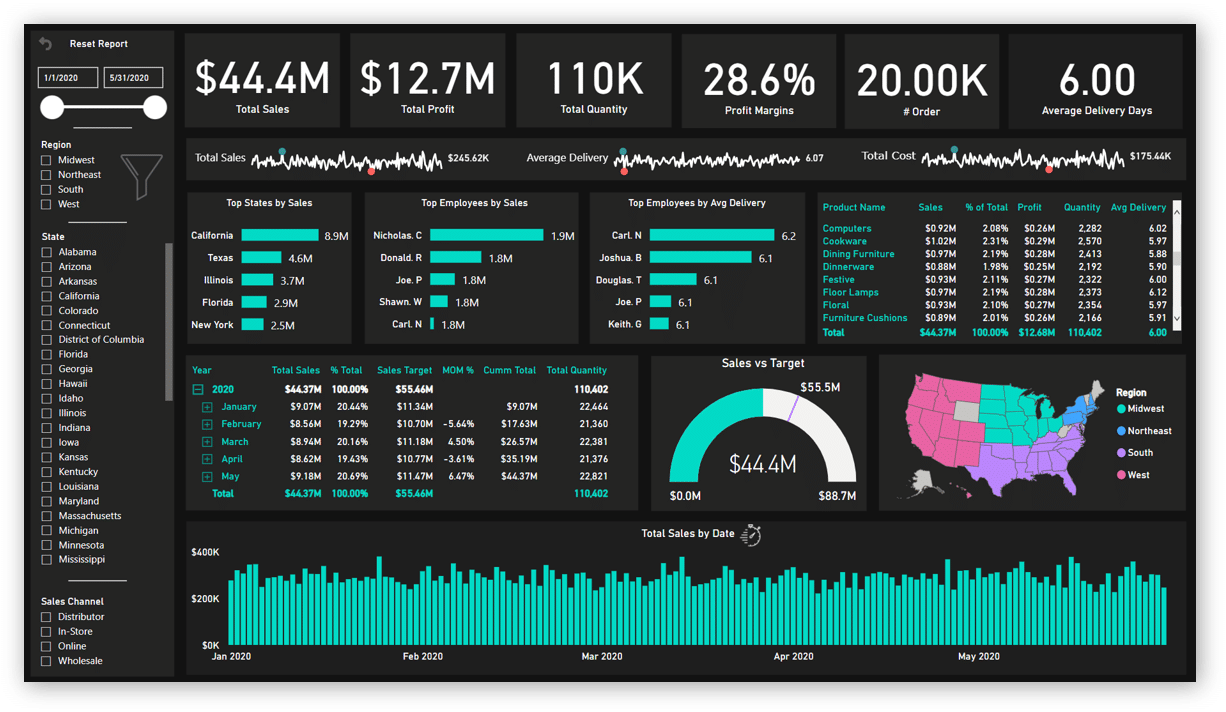 Reset Report
1/1/2020 5/31/2020
Region
Midwest
Northeast
South
West
State
Alabama
Arizona
Arkansas
California
Colorado
Connecticut
District of Columbia
Florida
Georgia
Hawaii
Idaho
Illinois
Indiana
Iowa
Kansas
Kentucky
Louisiana
Maryland
Massachusetts
Michigan
Minnesota
Mississippi
Sales Channel
Distributor
In-Store
Online
Wholesale
$44.4M
Total Sales
$12.7M
Total Profit
110K
Total Quantity
28.6%
Profit Margins
20.00K
# Order
6.00
Average Delivery Days
Total Sales $245.62K
Average Delivery 6.07
Total Cost $175.44K
Top States by Sales
California 8.9M
Texas 4.6M
Illinois 3.7M
Florida 2.9M
New York 2.5M
Top Employees by Sales
Nicholas. C 1.9M
Donald. R 1.8M
Joe. P 1.8M
Shawn. W 1.8M
Carl. N 1.8M
Top Employees by Avg Delivery
Carl. N 6.2
Joshua. B 6.1
Douglas. T 6.1
Joe. P 6.1
Keith. G 6.1
Product Name Sales % of Total Profit Quantity Avg Delivery
Computers $0.92M 2.08% $0.26M 2,282 6.02
Cookware $1.02M 2.31% $0.29M 2,570 5.97
Dining Furniture $0.97M 2.19% $0.28M 2,413 5.88
Dinnerware $0.88M 1.98% $0.25M 2,192 5.90
Festive $0.93M 2.11% $0.27M 2,322 6.00
Floor Lamps $0.97M 2.19% $0.28M 2,373 6.12
Floral $0.93M 2.10% $0.27M 2,354 5.97
Furniture Cushions $0.89M 2.01% $0.26M 2,166 5.91
Total $44.37M 100.00% $12.68M 110,402 6.00
Year Total Sales % Total Sales Target MOM % Cumm Total Total Quantity
2020 $44.37M 100.00% $55.46M 110,402
January $9.07M 20.44% $11.34M $9.07M 22,464
February $8.56M 19.29% $10.70M -5.64% $17.63M 21,360
March $8.94M 20.16% $11.18M 4.50% $26.57M 22,381
April $8.62M 19.43% $10.77M -3.61% $35.19M 21,376
May $9.18M 20.69% $11.47M 6.47% $44.37M 22,821
Total $44.37M 100.00% $55.46M 110,402
Sales vs Target
$55.5M
$44.4M
$0.0M $88.7M
Region
Midwest
Northeast
South
West
Total Sales by Date
$400K
$200K
$0K
Jan 2020 Feb 2020 Mar 2020 Apr 2020 May 2020